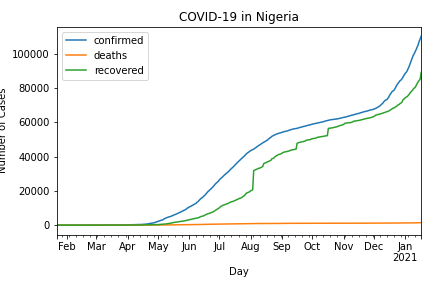 COVID-19 in Nigeria
confirmed
deaths
recovered
Number of Cases
100000
80000
60000
40000
20000
0
Feb Mar Apr May Jun Jul Aug Sep Oct Nov Dec Jan
2021
Day